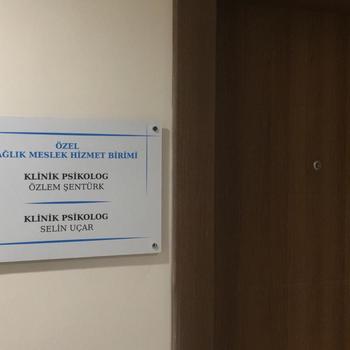 ÖZEL
AĞLIK MESLEK HİZMET BİRİMİ
KLİNİK PSİKOLOG
ÖZLEM ŞENTÜRK
KLİNİK PSİKOLOG
SELİN UÇAR